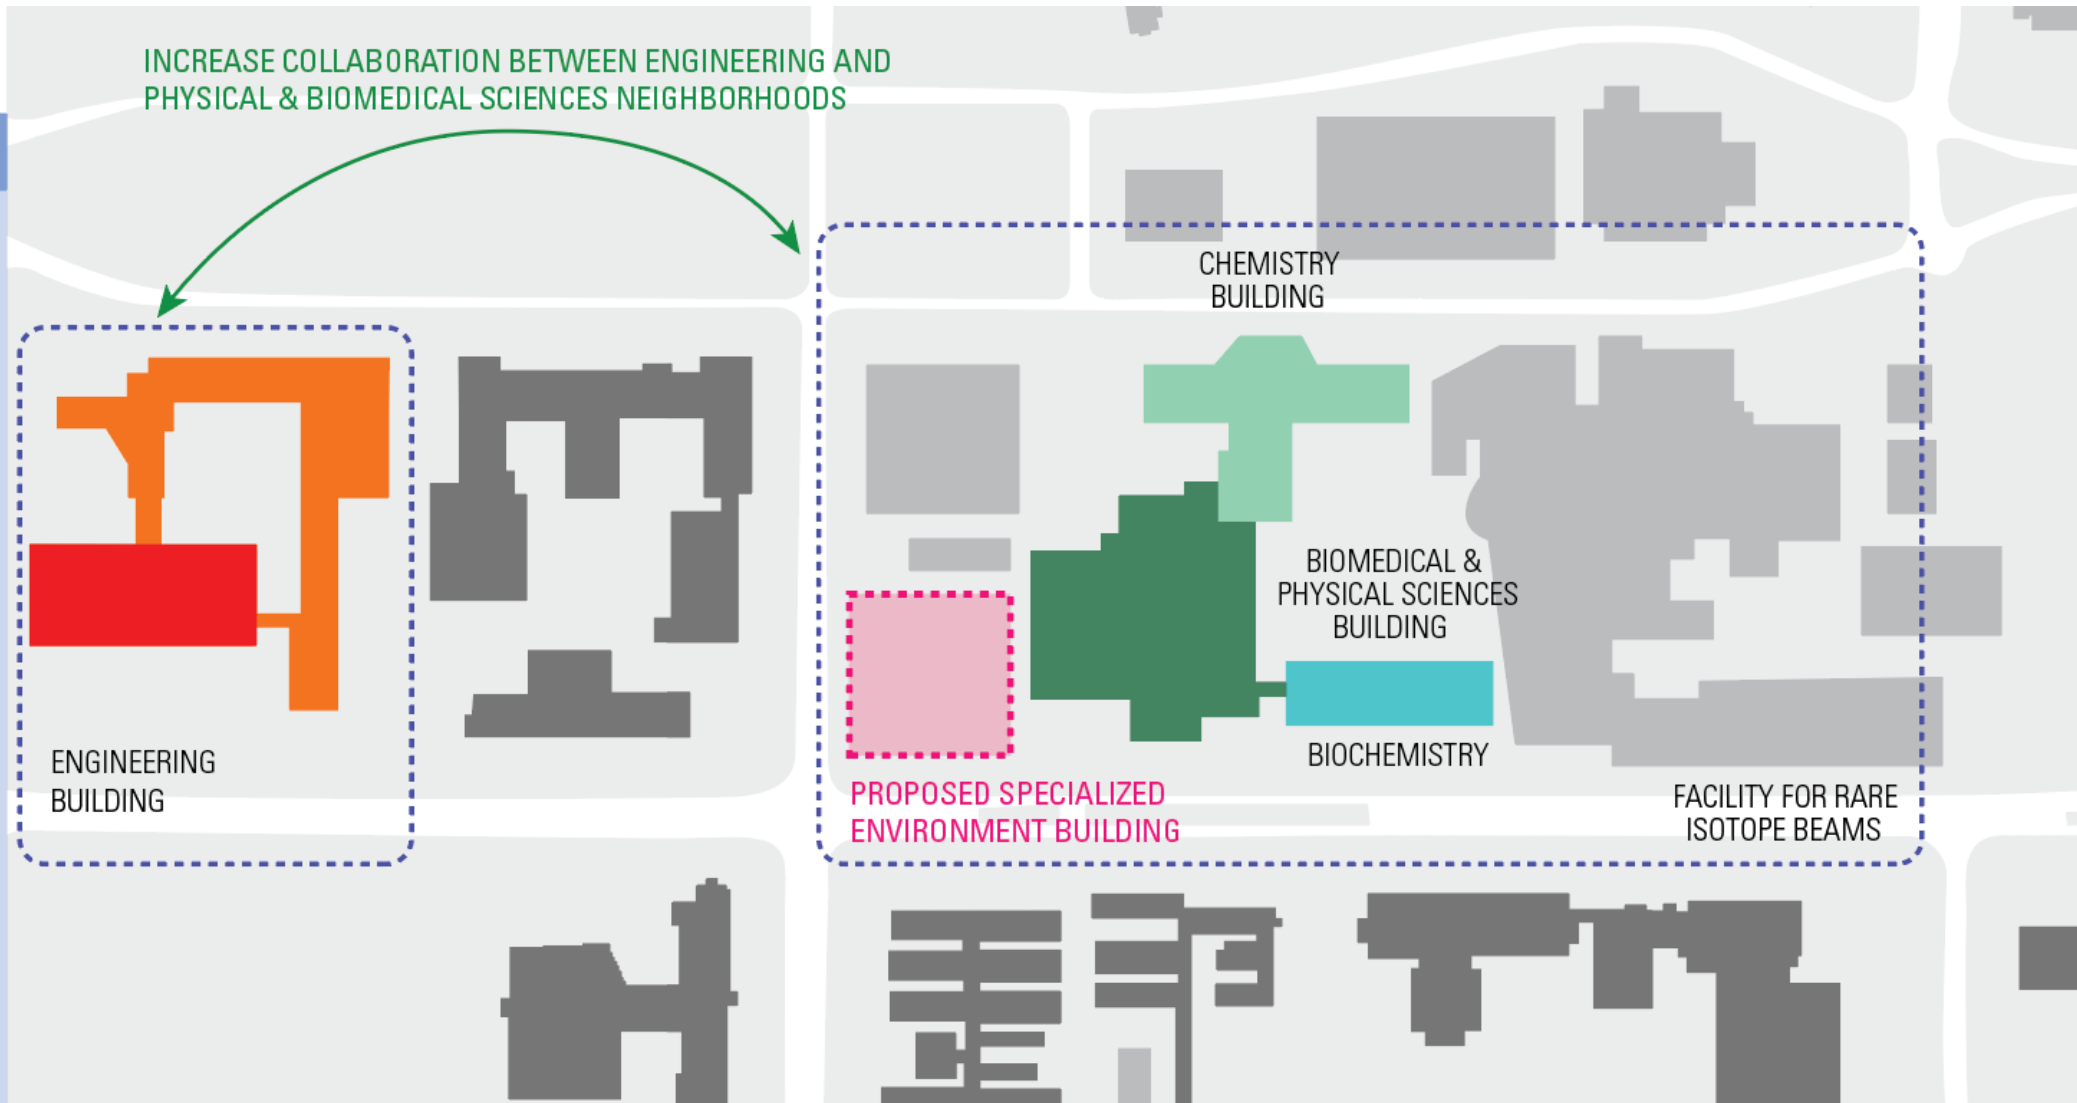 INCREASE COLLABORATION BETWEEN ENGINEERING AND
PHYSICAL & BIOMEDICAL SCIENCES NEIGHBORHOODS
CHEMISTRY
BUILDING
BIOMEDICAL &
PHYSICAL SCIENCES
BUILDING
BIOCHEMISTRY
ENGINEERING
BUILDING
PROPOSED SPECIALIZED
ENVIRONMENT BUILDING
FACILITY FOR RARE
ISOTOPE BEAMS